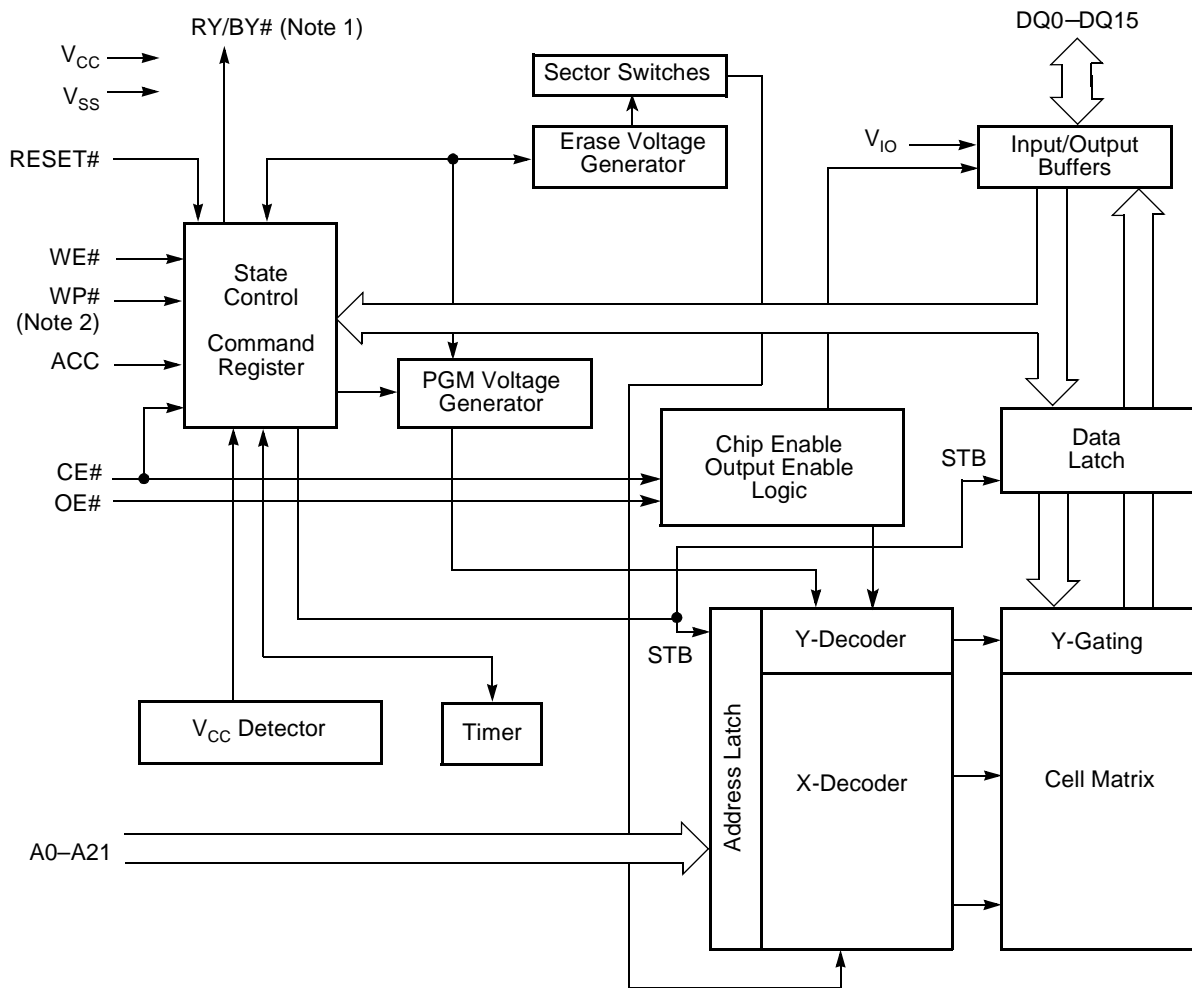 RY/BY# (Note 1)
DQ0–DQ15
VCC
VSS
Sector Switches
RESET#
Erase Voltage
Generator
VIO
Input/Output
Buffers
WE#
WP#
(Note 2)
ACC
State
Control
Command
Register
PGM Voltage
Generator
CE#
OE#
Chip Enable
Output Enable
Logic
STB
Data
Latch
STB
Y-Decoder
Y-Gating
VCC Detector
Timer
Address Latch
X-Decoder
Cell Matrix
A0–A21